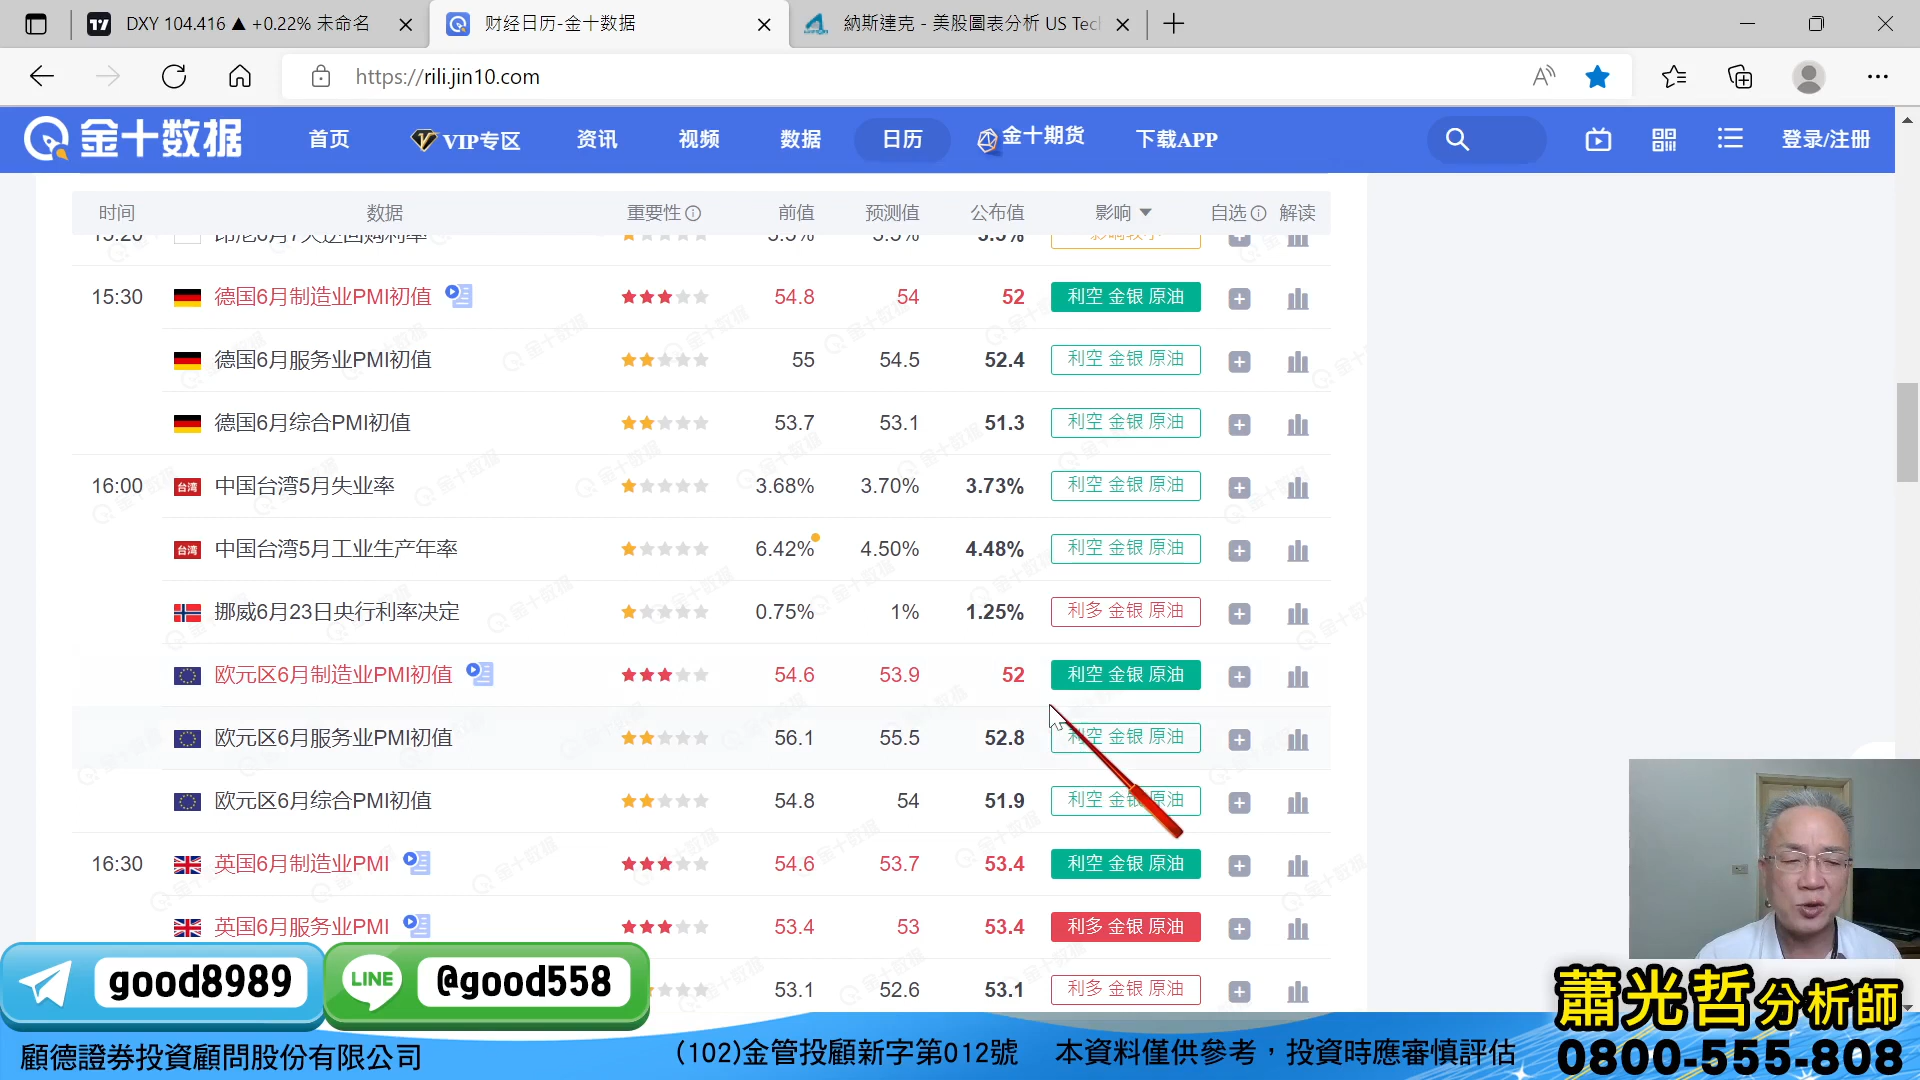 DXY 104.416 ▲ +0.22% 未命名
财经日历-金十数据
納斯達克 - 美股圖表分析 US Tec
https://rili.jin10.com
金十数据 首页 VIP专区 资讯 视频 数据 日历 金十期货 下载APP 登录/注册
时间 数据 重要性 前值 预测值 公布值 影响 自选 解读
15:30 德国6月制造业PMI初值 54.8 54 52 利空 金银 原油
德国6月服务业PMI初值 55 54.5 52.4 利空 金银 原油
德国6月综合PMI初值 53.7 53.1 51.3 利空 金银 原油
16:00 台湾 中国台湾5月失业率 3.68% 3.70% 3.73% 利空 金银 原油
台湾 中国台湾5月工业生产年率 6.42% 4.50% 4.48% 利空 金银 原油
挪威6月23日央行利率决定 0.75% 1% 1.25% 利多 金银 原油
欧元区6月制造业PMI初值 54.6 53.9 52 利空 金银 原油
欧元区6月服务业PMI初值 56.1 55.5 52.8 利空 金银 原油
欧元区6月综合PMI初值 54.8 54 51.9 利空 金银 原油
16:30 英国6月制造业PMI 54.6 53.7 53.4 利空 金银 原油
英国6月服务业PMI 53.4 53 53.4 利多 金银 原油
53.1 52.6 53.1 利多 金银 原油
good8989
LINE @good558
蕭光哲分析師
0800-555-808
顧德證券投資顧問股份有限公司
(102)金管投顧新字第012號 本資料僅供參考，投資時應審慎評估